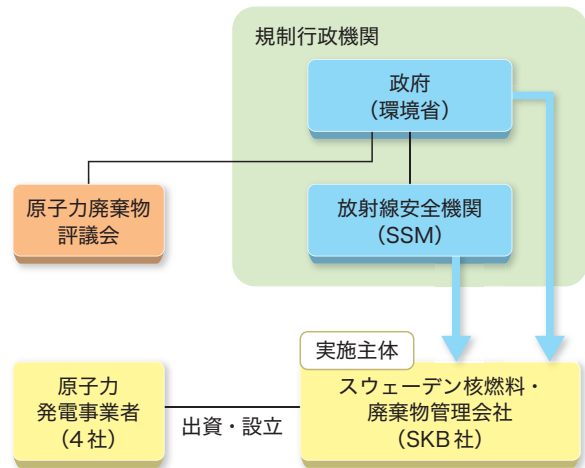 規制行政機関
政府
（環境省）
原子力廃棄物
評議会
放射線安全機関
（SSM）
実施主体
原子力
発電事業者
（4社）
出資・設立
スウェーデン核燃料・
廃棄物管理会社
（SKB社）